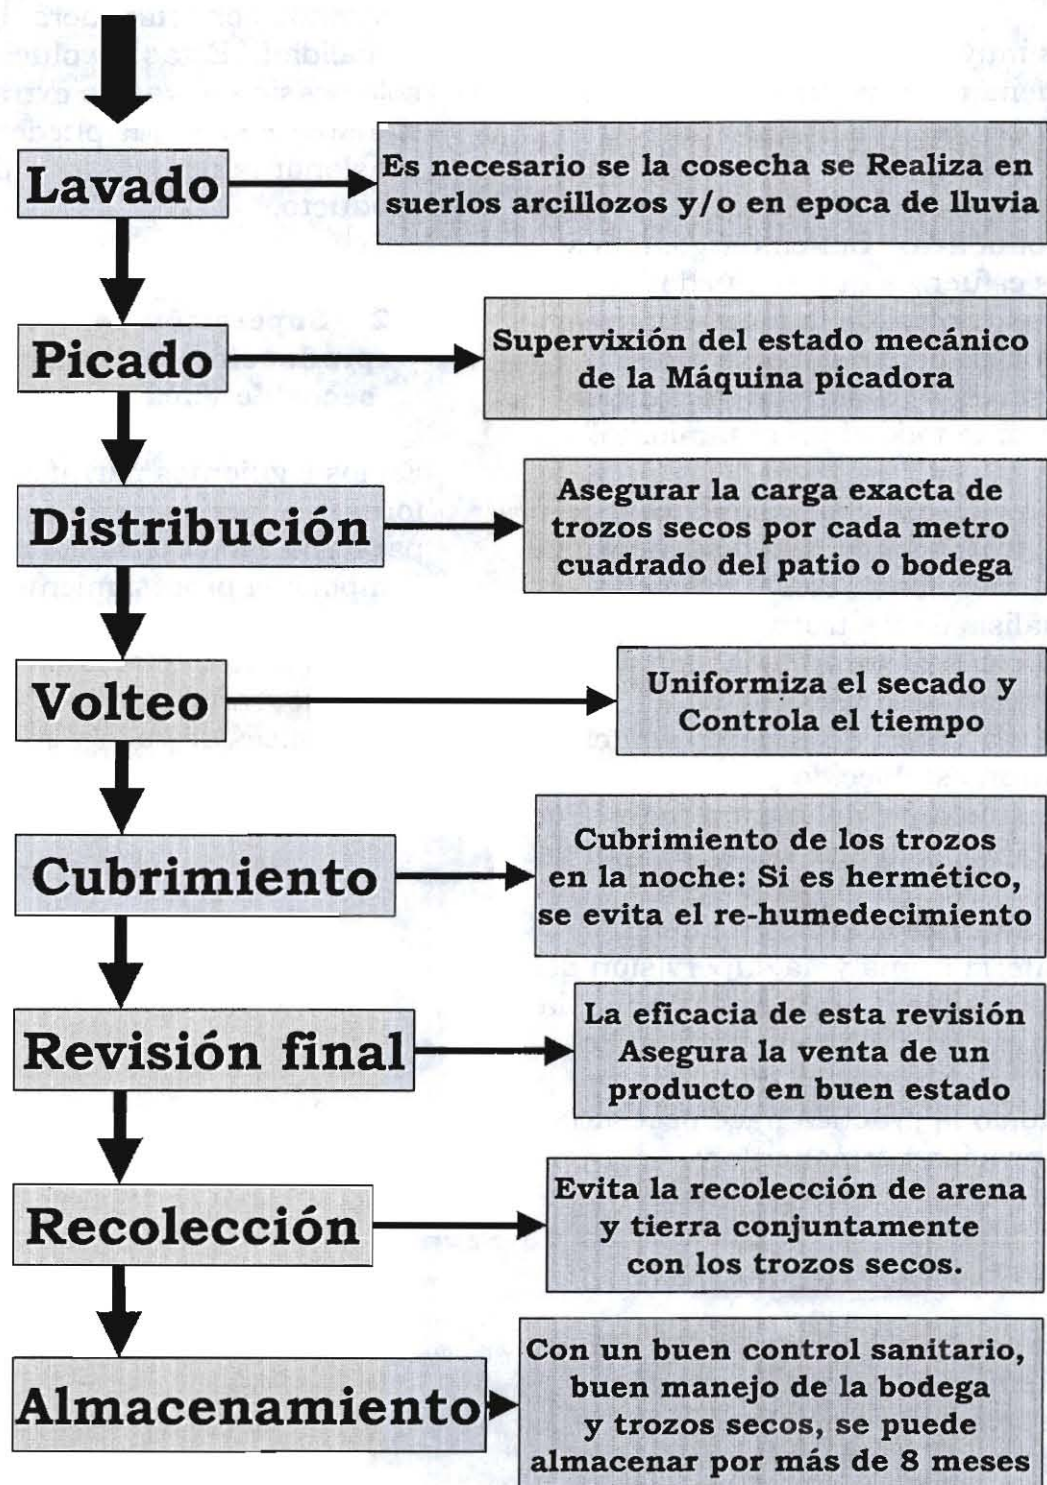 Lavado
Es necesario se la cosecha se Realiza en
suerlos arcillozos y/o en epoca de lluvia
Picado
Supervixión del estado mecánico
de la Máquina picadora
Distribución
Asegurar la carga exacta de
trozos secos por cada metro
cuadrado del patio o bodega
Volteo
Uniformiza el secado y
Controla el tiempo
Cubrimiento
Cubrimiento de los trozos
en la noche: Si es hermético,
se evita el re-humedecimiento
Revisión final
La eficacia de esta revisión
Asegura la venta de un
producto en buen estado
Recolección
Evita la recolección de arena
y tierra conjuntamente
con los trozos secos.
Almacenamiento
Con un buen control sanitario,
buen manejo de la bodega
y trozos secos, se puede
almacenar por más de 8 meses